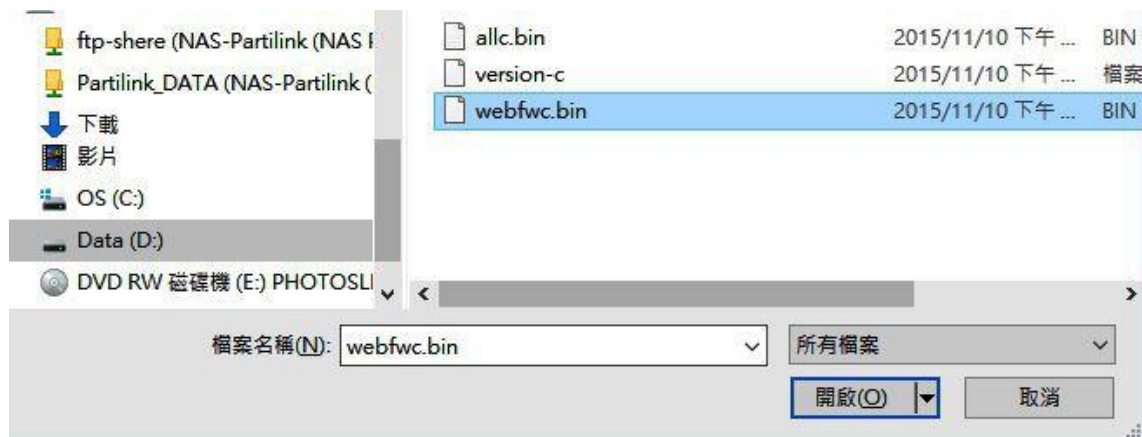 ftp-shere (NAS-Partilink (NAS
Partilink_DATA (NAS-Partilink (
下載
影片
OS (C:)
Data (D:)
DVD RW 磁碟機 (E:) PHOTOSL
allc.bin 2015/11/10 下午 ... BIN
version-c 2015/11/10 下午 ... 檔案
webfwc.bin 2015/11/10 下午 ... BIN
檔案名稱(N): webfwc.bin 所有檔案
開啟(O) 取消